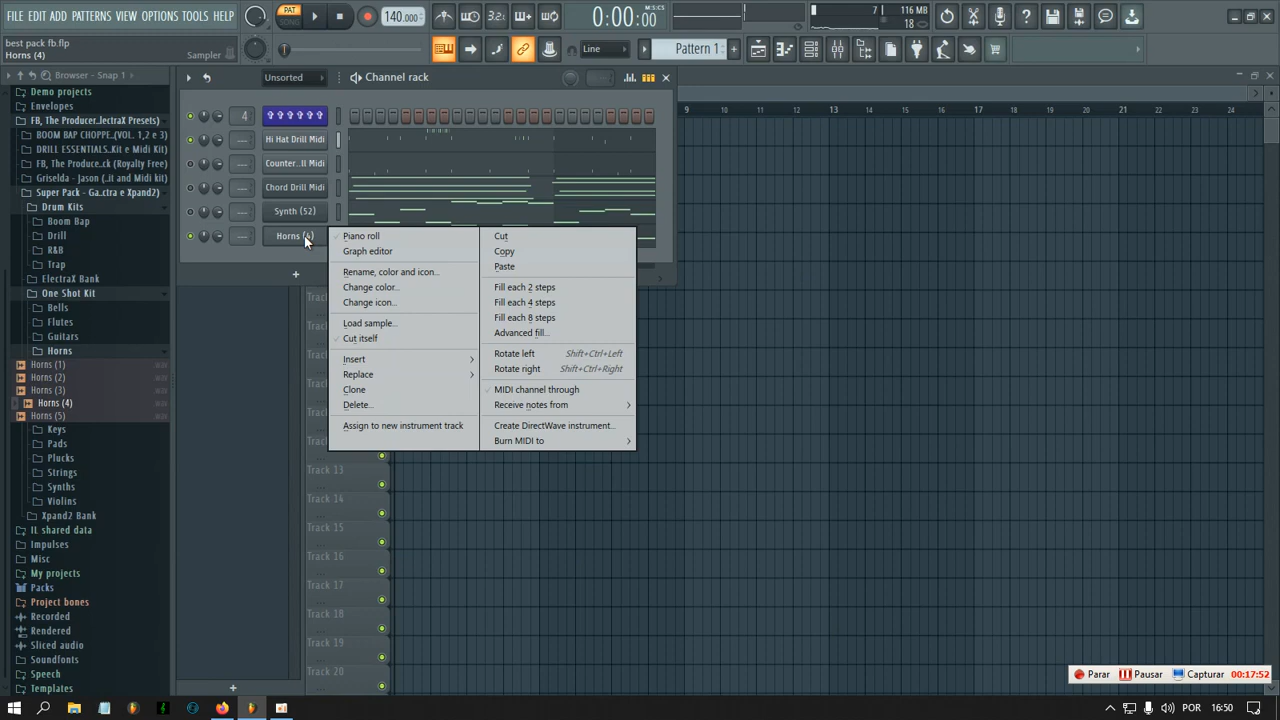 FILE EDIT ADD PATTERNS VIEW OPTIONS TOOLS HELP
PAT
SONG
140.000
3.2.
0:00:00
M:S:CS
7
116 MB
18
best pack fb.flp
Horns (4)
Sampler
Line
Pattern 1
Browser - Snap 1
Unsorted
Channel rack
Demo projects
Envelopes
FB, The Producer..lectraX Presets)
BOOM BAP CHOPPE..(VOL. 1,2 e 3)
DRILL ESSENTIALS..Kit e Midi Kit)
FB, The Produce..ck (Royalty Free)
Griselda - Jason (..it and Midi kit)
Super Pack - Ga..ctra e Xpand2)
Drum Kits
Boom Bap
Drill
R&B
Trap
ElectraX Bank
One Shot Kit
Bells
Flutes
Guitars
Horns
Horns (1)
Horns (2)
Horns (3)
Horns (4)
Horns (5)
Keys
Pads
Plucks
Strings
Synths
Violins
Xpand2 Bank
IL shared data
Impulses
Misc
My projects
Packs
Project bones
Recorded
Rendered
Sliced audio
Soundfonts
Speech
Templates
4
Hi Hat Drill Midi
Counter...ll Midi
Chord Drill Midi
Synth (52)
Horns (4)
Piano roll
Graph editor
Rename, color and icon...
Change color...
Change icon...
Load sample...
Cut itself
Insert
Replace
Clone
Delete...
Assign to new instrument track
Cut
Copy
Paste
Fill each 2 steps
Fill each 4 steps
Fill each 8 steps
Advanced fill...
Rotate left Shift+Ctrl+Left
Rotate right Shift+Ctrl+Right
MIDI channel through
Receive notes from
Create DirectWave instrument...
Burn MIDI to
10 11 12 13 14 15 16 17 18 19 20 21 22 23 24
Track 13
Track 14
Track 15
Track 16
Track 17
Track 18
Track 19
Track 20
Parar
Pausar
Capturar
00:17:52
POR
16:50